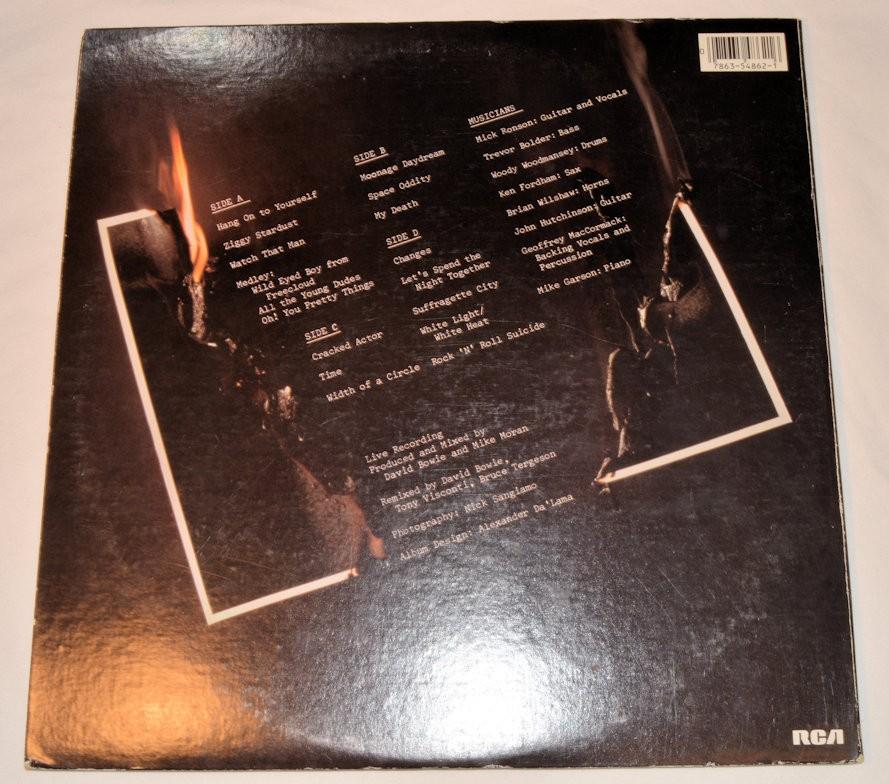 0
7863-54862-1
SIDE A
Hang On to Yourself
Ziggy Stardust
Watch That Man
Medley:
Wild Eyed Boy from
Freecloud
All the Young Dudes
Oh! You Pretty Things
SIDE B
Moonage Daydream
Space Oddity
My Death
SIDE C
Cracked Actor
Time
Width of a Circle
SIDE D
Changes
Let's Spend the
Night Together
Suffragette City
White Light/
White Heat
Rock 'N' Roll Suicide
MUSICIANS
Mick Ronson: Guitar and Vocals
Trevor Bolder: Bass
Woody Woodmansey: Drums
Ken Fordham: Sax
Brian Wilshaw: Horns
John Hutchinson: Guitar
Geoffrey MacCormack:
Backing Vocals and
Percussion
Mike Garson: Piano
Live Recording
Produced and Mixed by
David Bowie and Mike Moran
Remixed by David Bowie,
Tony Visconti, Bruce Tergeson
Photography: Nick Sangiamo
Album Design: Alexander Da'Lama
RCA